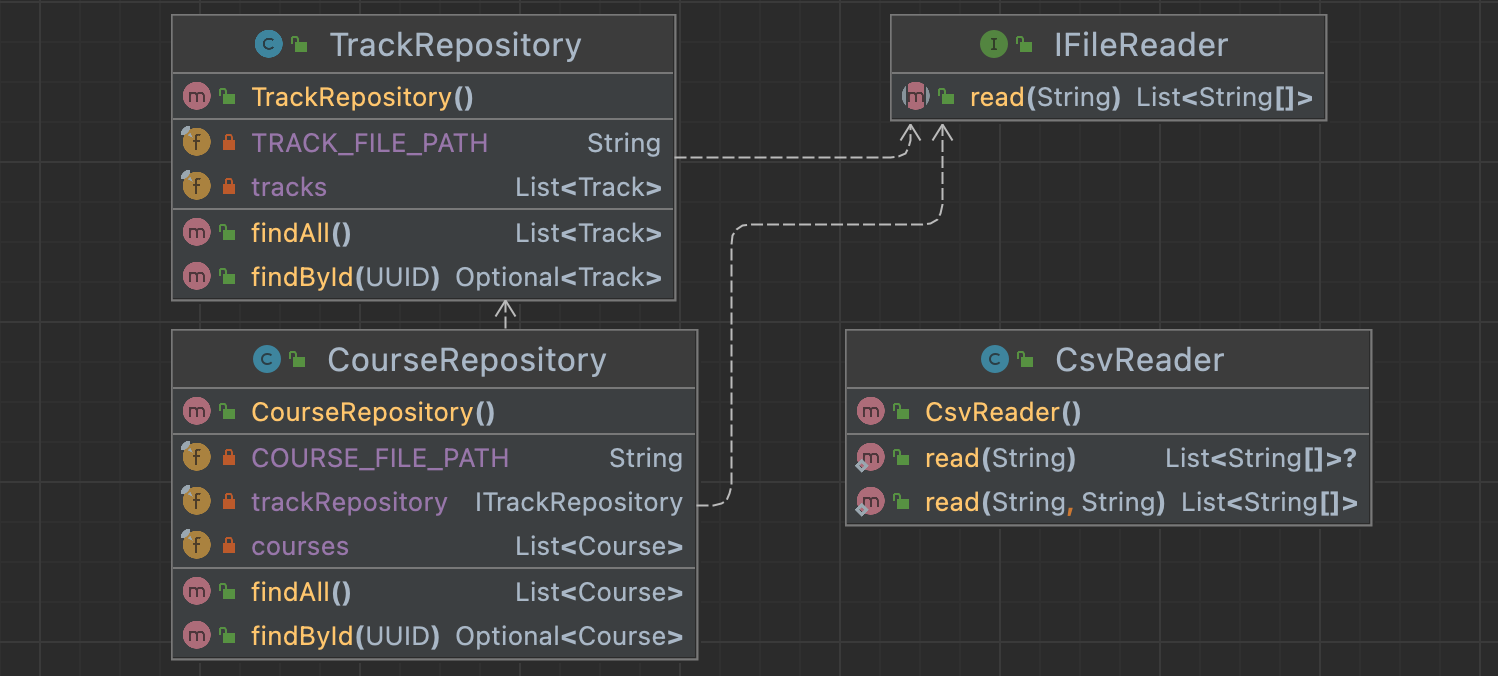 TrackRepository
TrackRepository()
TRACK_FILE_PATH String
tracks List<Track>
findAll() List<Track>
findById(UUID) Optional<Track>
IFileReader
read(String) List<String[]>
CourseRepository
CourseRepository()
COURSE_FILE_PATH String
trackRepository ITrackRepository
courses List<Course>
findAll() List<Course>
findById(UUID) Optional<Course>
CsvReader
CsvReader()
read(String) List<String[]>?
read(String, String) List<String[]>